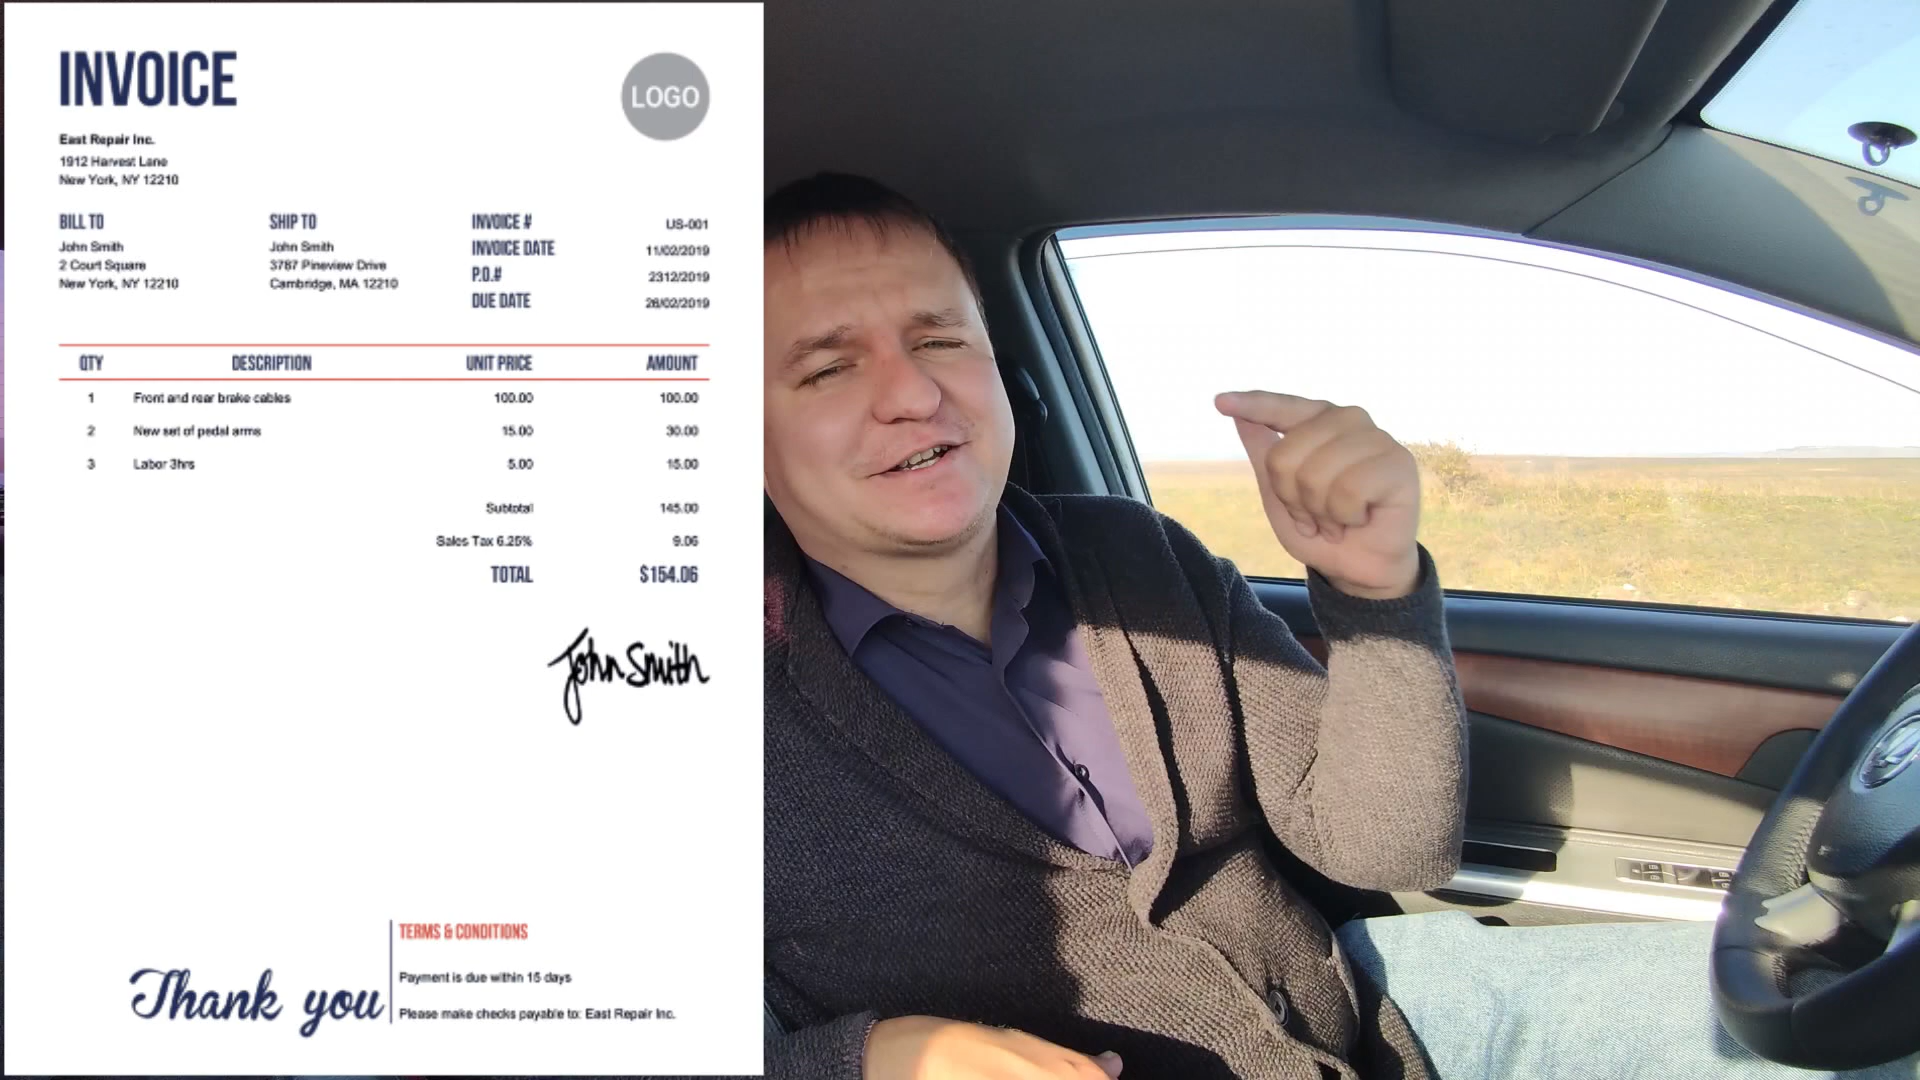 INVOICE
LOGO
East Repair Inc.
1912 Harvest Lane
New York, NY 12210
BILL TO
John Smith
2 Court Square
New York, NY 12210
SHIP TO
John Smith
3787 Pineview Drive
Cambridge, MA 12210
INVOICE # US-001
INVOICE DATE 11/02/2019
P.O.# 2312/2019
DUE DATE 26/02/2019
QTY DESCRIPTION UNIT PRICE AMOUNT
1 Front and rear brake cables 100.00 100.00
2 New set of pedal arms 15.00 30.00
3 Labor 3hrs 5.00 15.00
Subtotal 145.00
Sales Tax 6.25% 9.06
TOTAL $154.06
John Smith
Thank you
TERMS & CONDITIONS
Payment is due within 15 days
Please make checks payable to: East Repair Inc.